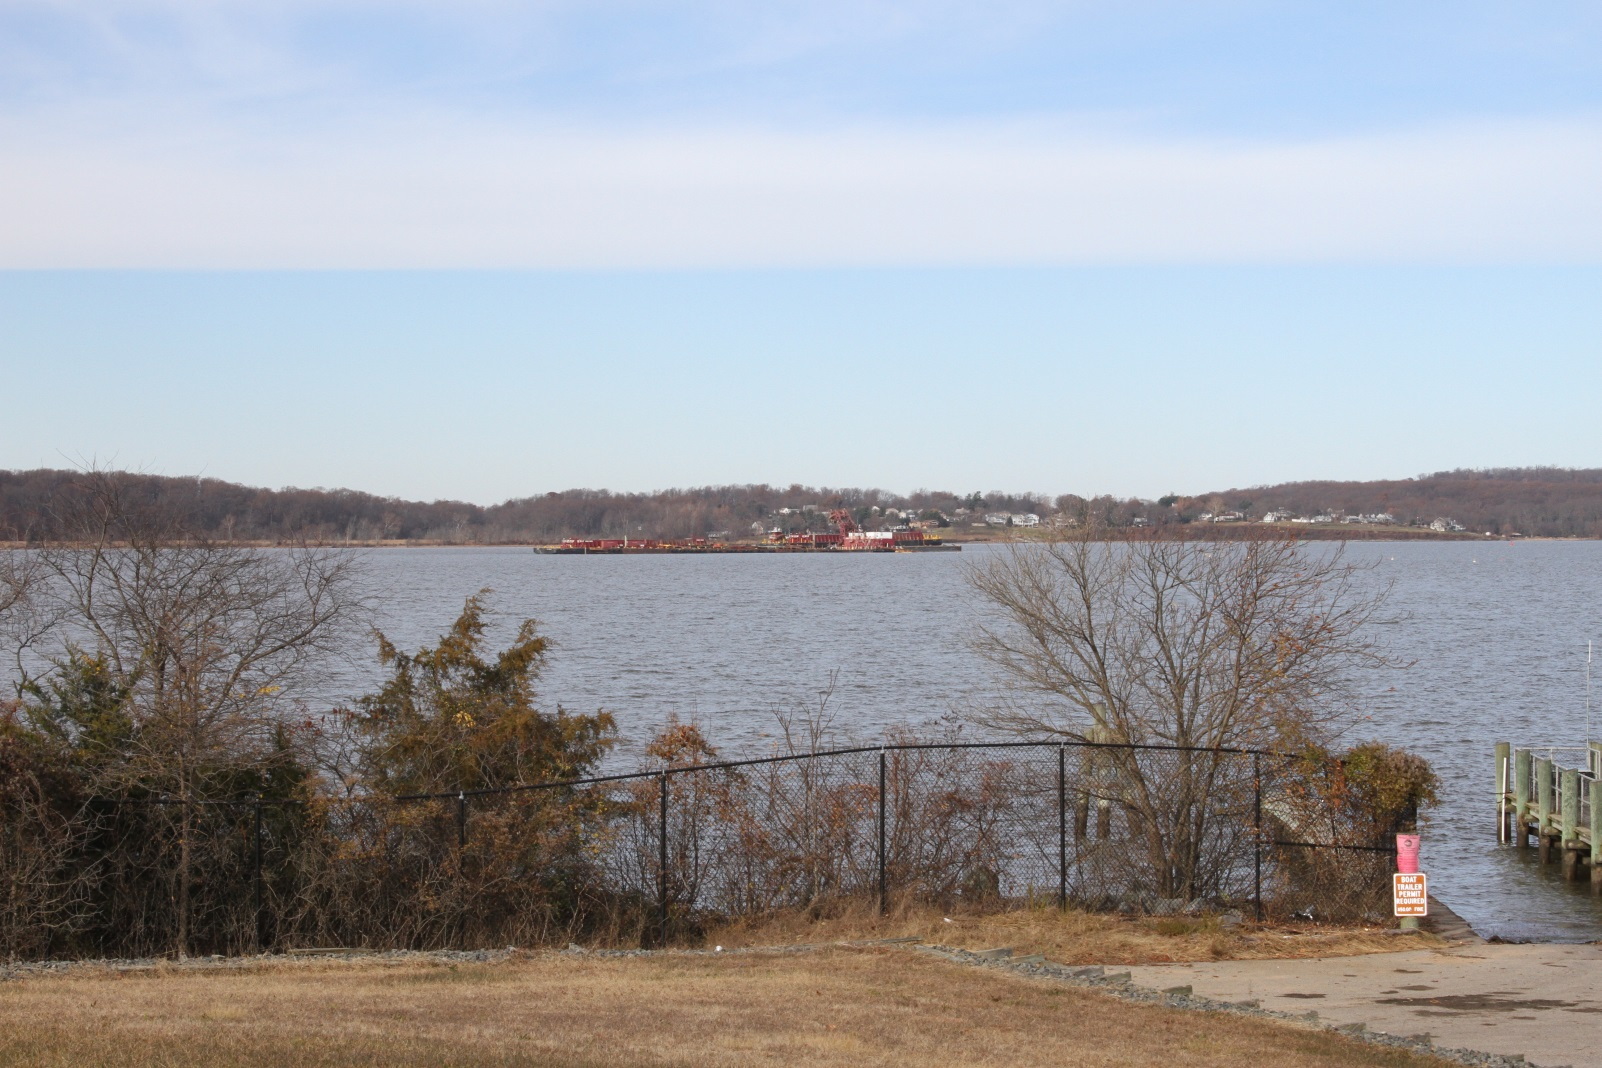 BOAT
TRAILER
PERMIT
REQUIRED